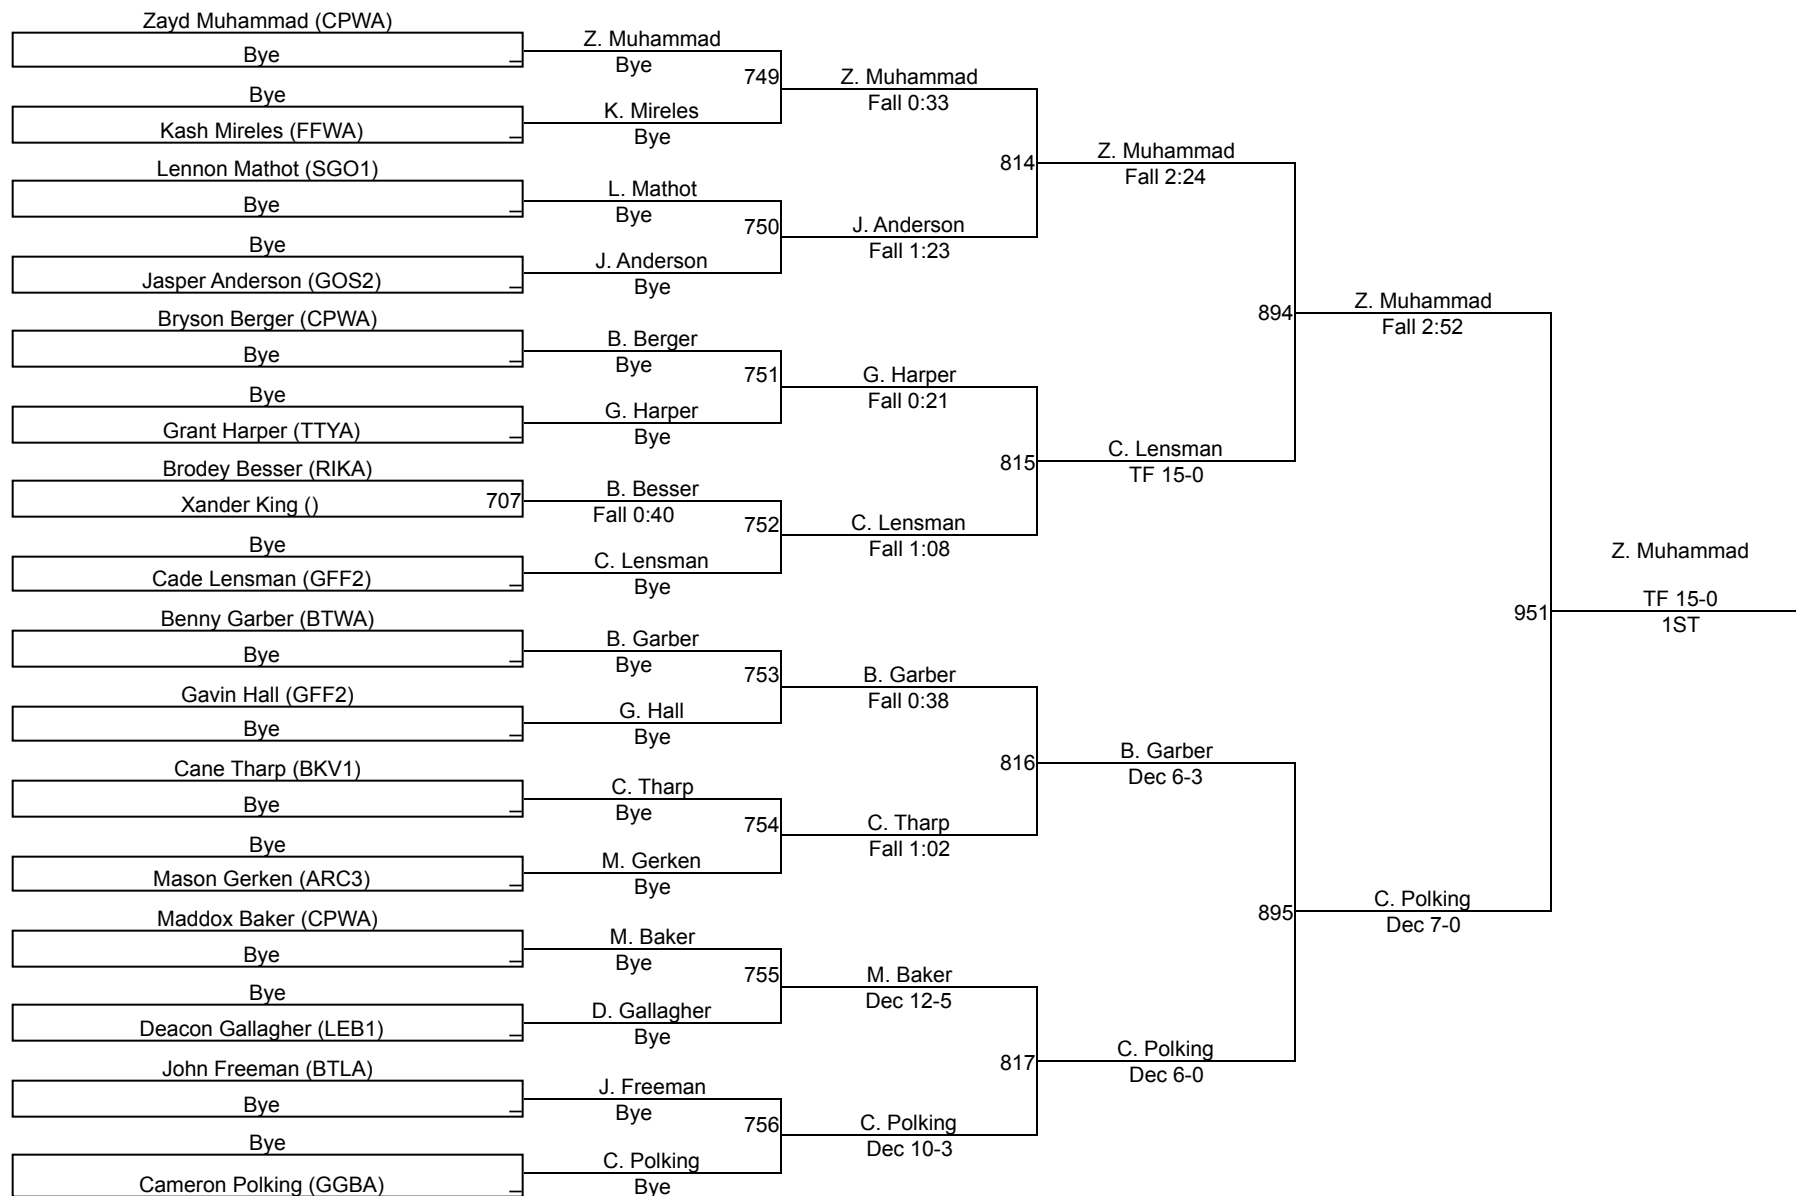 Zayd Muhammad (CPWA)
Bye _
Bye
Kash Mireles (FFWA) _
Lennon Mathot (SGO1)
Bye _
Bye
Jasper Anderson (GOS2) _
Bryson Berger (CPWA)
Bye _
Bye
Grant Harper (TTYA) _
Brodey Besser (RIKA)
Xander King () 707
Bye
Cade Lensman (GFF2) _
Benny Garber (BTWA)
Bye _
Gavin Hall (GFF2)
Bye _
Cane Tharp (BKV1)
Bye _
Bye
Mason Gerken (ARC3) _
Maddox Baker (CPWA)
Bye _
Bye
Deacon Gallagher (LEB1) _
John Freeman (BTLA)
Bye _
Bye
Cameron Polking (GGBA) _
Z. Muhammad
Bye
749
K. Mireles
Bye
L. Mathot
Bye
750
J. Anderson
Bye
B. Berger
Bye
751
G. Harper
Bye
B. Besser
Fall 0:40
752
C. Lensman
Bye
B. Garber
Bye
753
G. Hall
Bye
C. Tharp
Bye
754
M. Gerken
Bye
M. Baker
Bye
755
D. Gallagher
Bye
J. Freeman
Bye
756
C. Polking
Bye
Z. Muhammad
Fall 0:33
814
J. Anderson
Fall 1:23
G. Harper
Fall 0:21
815
C. Lensman
Fall 1:08
B. Garber
Fall 0:38
816
C. Tharp
Fall 1:02
M. Baker
Dec 12-5
817
C. Polking
Dec 10-3
Z. Muhammad
Fall 2:24
894
C. Lensman
TF 15-0
B. Garber
Dec 6-3
895
C. Polking
Dec 6-0
Z. Muhammad
Fall 2:52
951
C. Polking
Dec 7-0
Z. Muhammad
TF 15-0
1ST